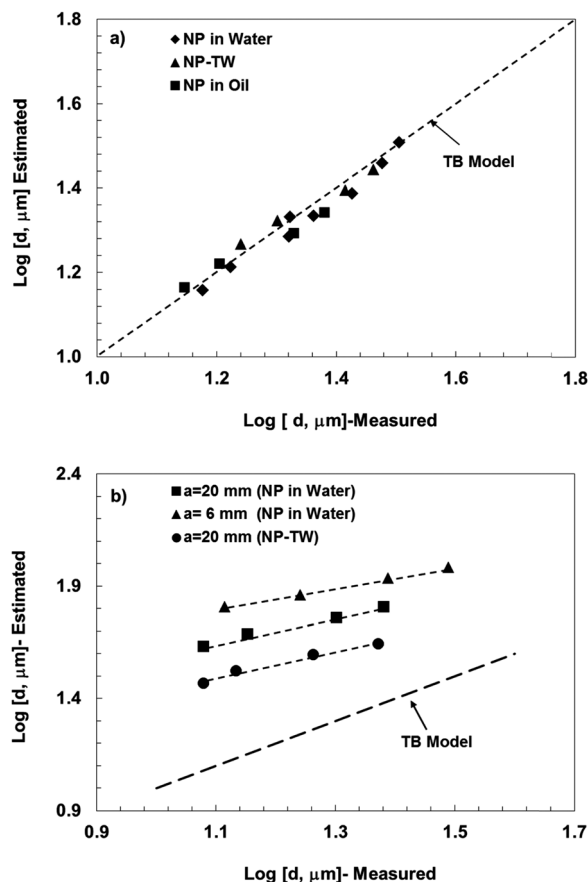 a)
◆ NP in Water
▲ NP-TW
■ NP in Oil
Log [d, μm] Estimated
1.8
1.6
1.4
1.2
1.0
TB Model
1.0 1.2 1.4 1.6 1.8
Log [ d, μm]-Measured
b)
■ a=20 mm (NP in Water)
▲ a= 6 mm (NP in Water)
● a=20 mm (NP-TW)
Log [d, μm]- Estimated
2.4
1.9
1.4
0.9
TB Model
0.9 1.1 1.3 1.5 1.7
Log [d, μm]- Measured